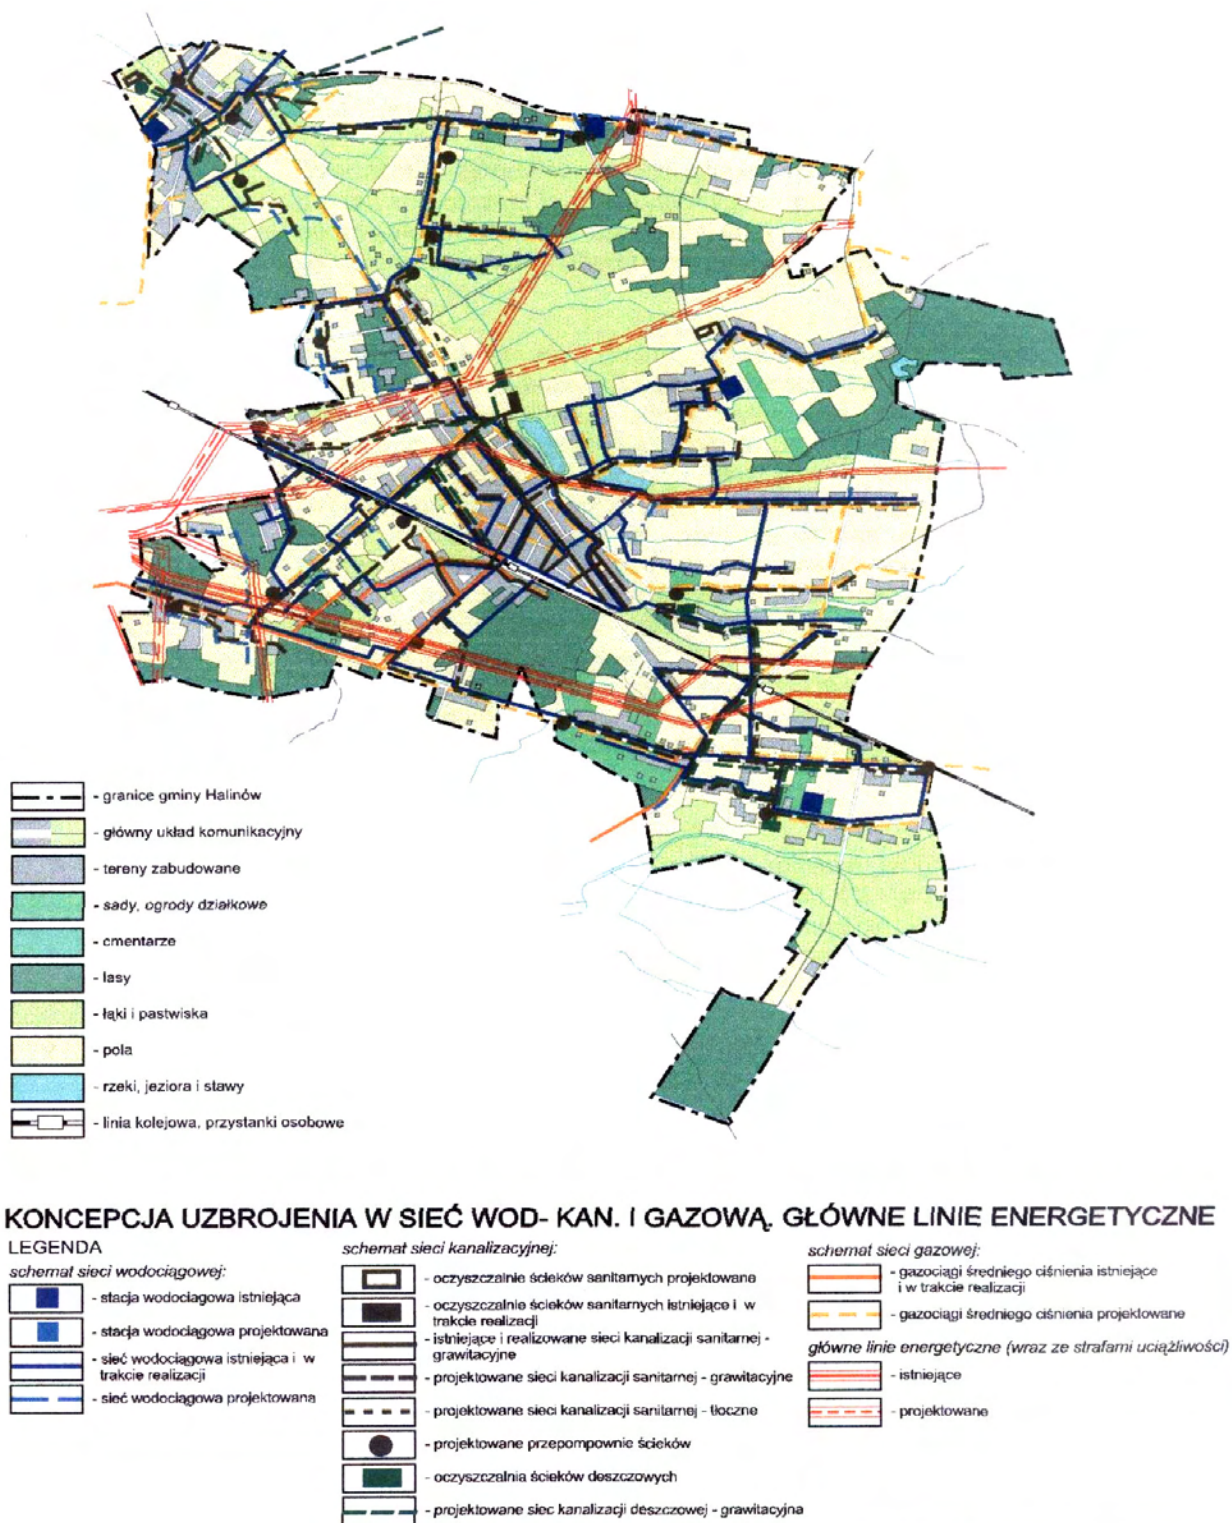 - granice gminy Halinów
- główny układ komunikacyjny
- tereny zabudowane
- sady, ogrody działkowe
- cmentarze
- lasy
- łąki i pastwiska
- pola
- rzeki, jeziora i stawy
- linia kolejowa, przystanki osobowe
KONCEPCJA UZBROJENIA W SIEĆ WOD- KAN. I GAZOWĄ. GŁÓWNE LINIE ENERGETYCZNE
LEGENDA
schemat sieci wodociągowej:
- stacja wodociągowa istniejąca
- stacja wodociągowa projektowana
- sieć wodociągowa istniejąca i w
trakcie realizacji
- sieć wodociągowa projektowana
schemat sieci kanalizacyjnej:
- oczyszczalnie ścieków sanitarnych projektowane
- oczyszczalnie ścieków sanitarnych istniejące i w
trakcie realizacji
- istniejące i realizowane sieci kanalizacji sanitarnej -
grawitacyjne
- projektowane sieci kanalizacji sanitarnej - grawitacyjne
- projektowane sieci kanalizacji sanitarnej - tłoczne
- projektowane przepompownie ścieków
- oczyszczalnia ścieków deszczowych
- projektowane siec kanalizacji deszczowej - grawitacyjna
schemat sieci gazowej:
- gazociągi średniego ciśnienia istniejące
i w trakcie realizacji
- gazociągi średniego ciśnienia projektowane
główne linie energetyczne (wraz ze strefami uciążliwości)
- istniejące
- projektowane